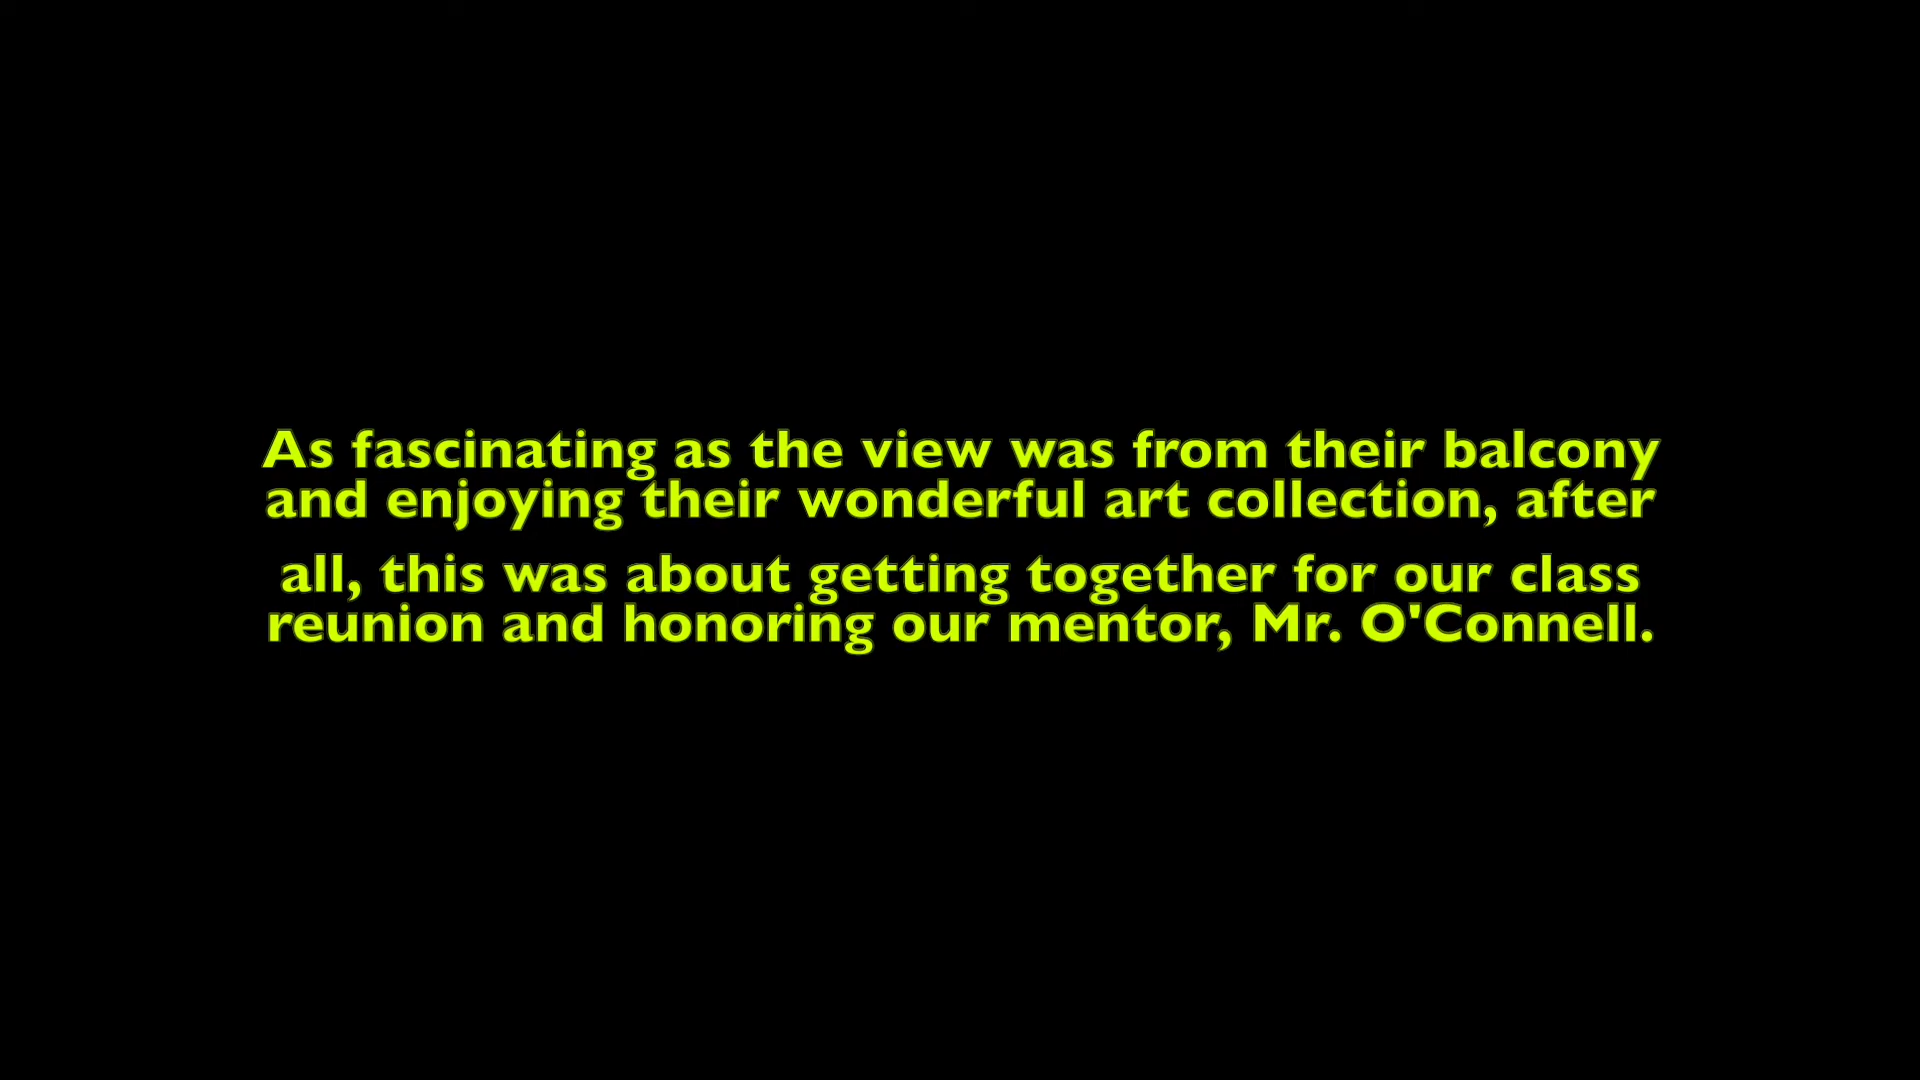 As fascinating as the view was from their balcony
and enjoying their wonderful art collection, after
all, this was about getting together for our class
reunion and honoring our mentor, Mr. O'Connell.